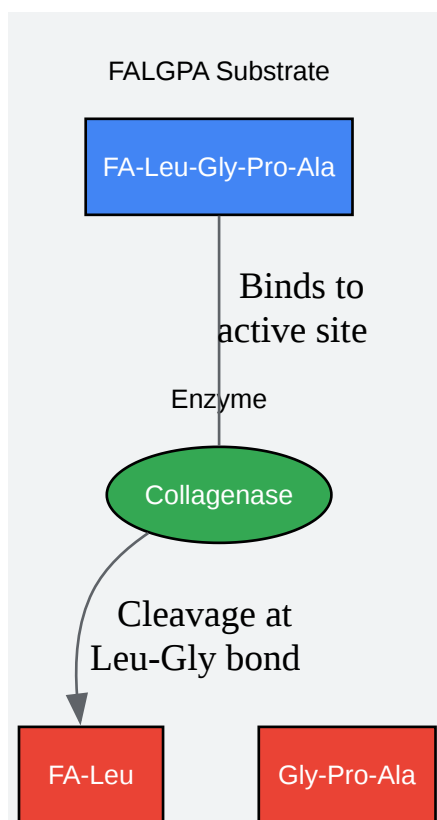 FALGPA Substrate
FA-Leu-Gly-Pro-Ala
Binds to
active site
Enzyme
Collagenase
Cleavage at
Leu-Gly bond
FA-Leu
Gly-Pro-Ala